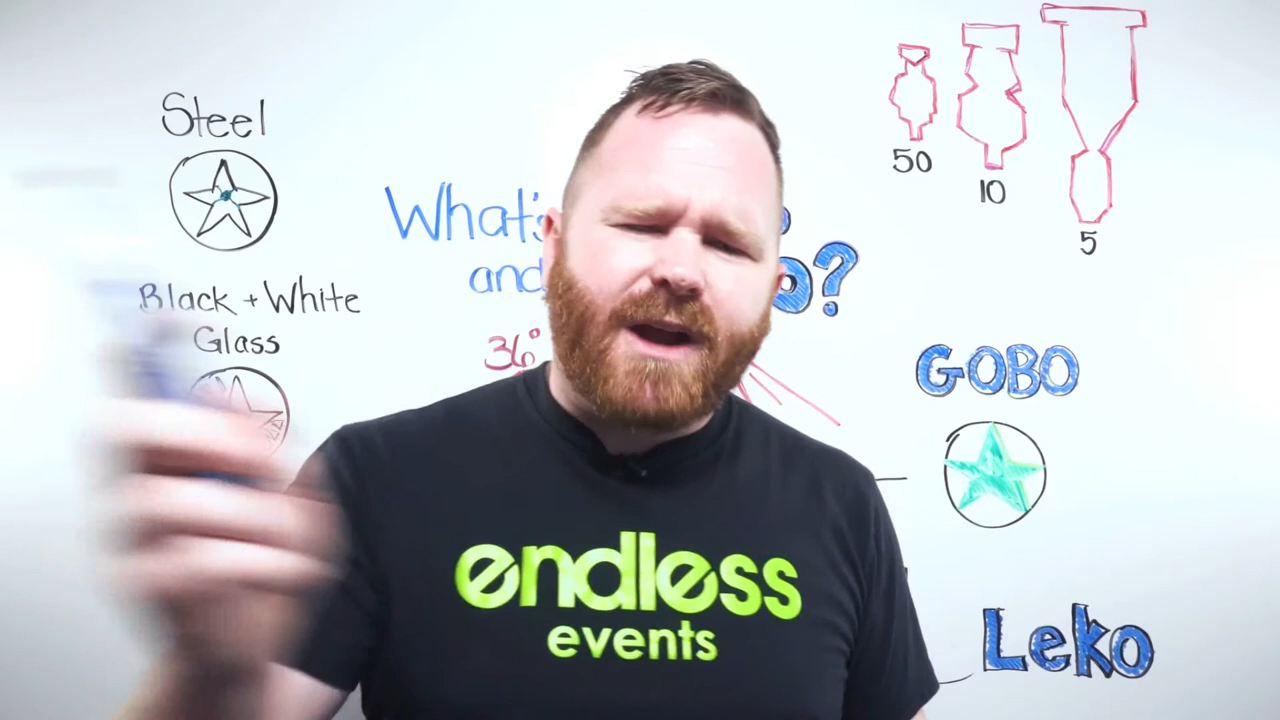 Steel
Black + White
Glass
What's
and
?
36°
50
10
5
GOBO
Leko
endless
events